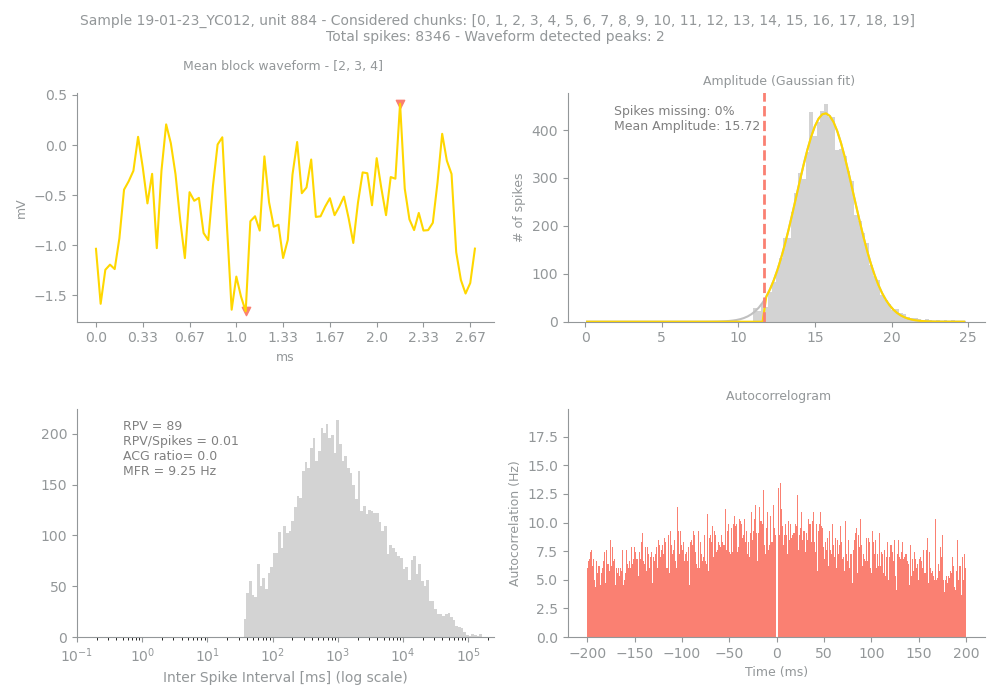 Sample 19-01-23_YC012, unit 884 - Considered chunks: [0, 1, 2, 3, 4, 5, 6, 7, 8, 9, 10, 11, 12, 13, 14, 15, 16, 17, 18, 19]
Total spikes: 8346 - Waveform detected peaks: 2
Mean block waveform - [2, 3, 4]
0.5
0.0
−0.5
−1.0
−1.5
mV
0.0 0.33 0.67 1.0 1.33 1.67 2.0 2.33 2.67
ms
Amplitude (Gaussian fit)
Spikes missing: 0%
Mean Amplitude: 15.72
400
300
200
100
0
# of spikes
0 5 10 15 20 25
RPV = 89
RPV/Spikes = 0.01
ACG ratio= 0.0
MFR = 9.25 Hz
200
150
100
50
0
10⁻¹ 10⁰ 10¹ 10² 10³ 10⁴ 10⁵
Inter Spike Interval [ms] (log scale)
Autocorrelogram
17.5
15.0
12.5
10.0
7.5
5.0
2.5
0.0
Autocorrelation (Hz)
−200 −150 −100 −50 0 50 100 150 200
Time (ms)